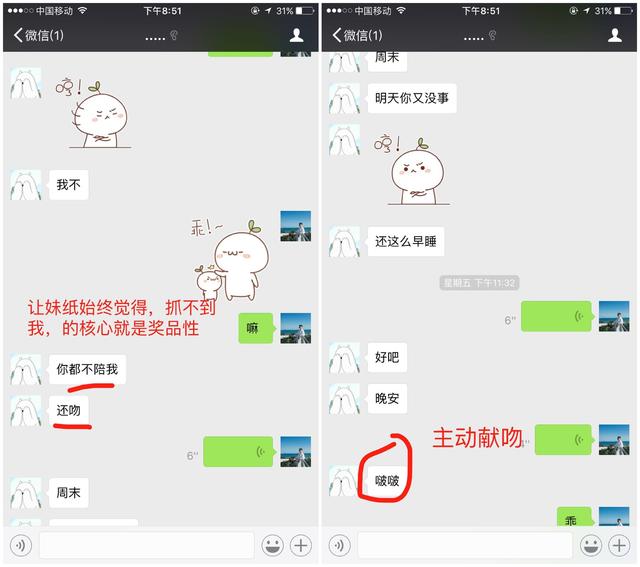 中国移动
下午8:51
31%
微信(1)
.....
哼!
我不
乖!~
让妹纸始终觉得，抓不到
我，的核心就是奖品性
嘛
你都不陪我
还吻
6"
周末
中国移动
下午8:51
31%
微信(1)
.....
周末
明天你又没事
哼!
还这么早睡
星期五 下午11:32
6"
好吧
晚安
主动献吻
啵啵
乖